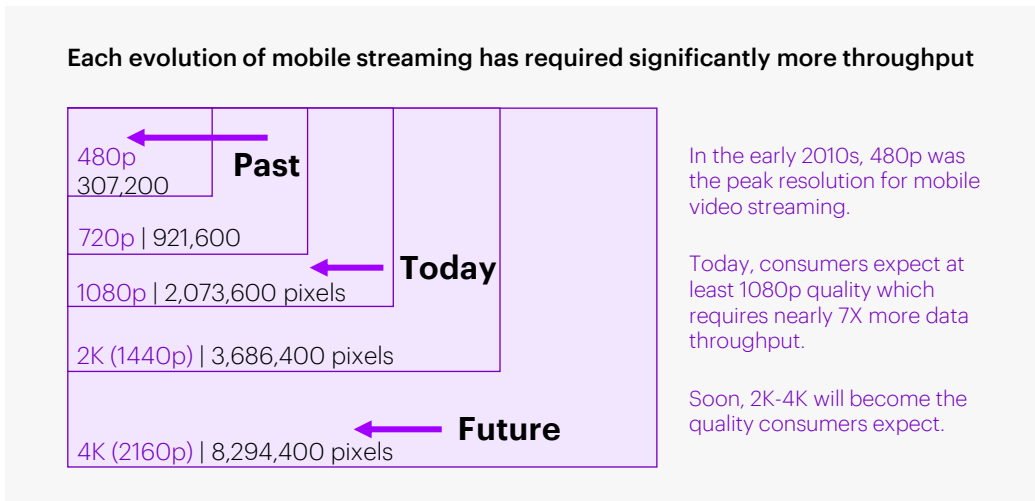 Each evolution of mobile streaming has required significantly more throughput
480p
307,200
Past
720p | 921,600
Today
1080p | 2,073,600 pixels
2K (1440p) | 3,686,400 pixels
Future
4K (2160p) | 8,294,400 pixels
In the early 2010s, 480p was
the peak resolution for mobile
video streaming.
Today, consumers expect at
least 1080p quality which
requires nearly 7X more data
throughput.
Soon, 2K-4K will become the
quality consumers expect.